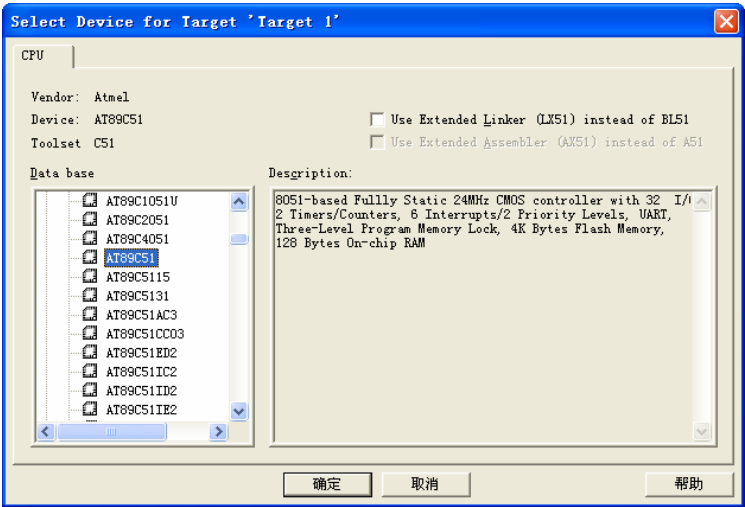 Select Device for Target 'Target 1'
CPU
Vendor: Atmel
Device: AT89C51
Toolset C51
Use Extended Linker (LX51) instead of BL51
Use Extended Assembler (AX51) instead of A51
Data base
Description:
AT89C1051U
AT89C2051
AT89C4051
AT89C51
AT89C5115
AT89C5131
AT89C51AC3
AT89C51CC03
AT89C51ED2
AT89C51IC2
AT89C51ID2
AT89C51IE2
8051-based Fullly Static 24MHz CMOS controller with 32 I/
2 Timers/Counters, 6 Interrupts/2 Priority Levels, UART,
Three-Level Program Memory Lock, 4K Bytes Flash Memory,
128 Bytes On-chip RAM
确定
取消
帮助